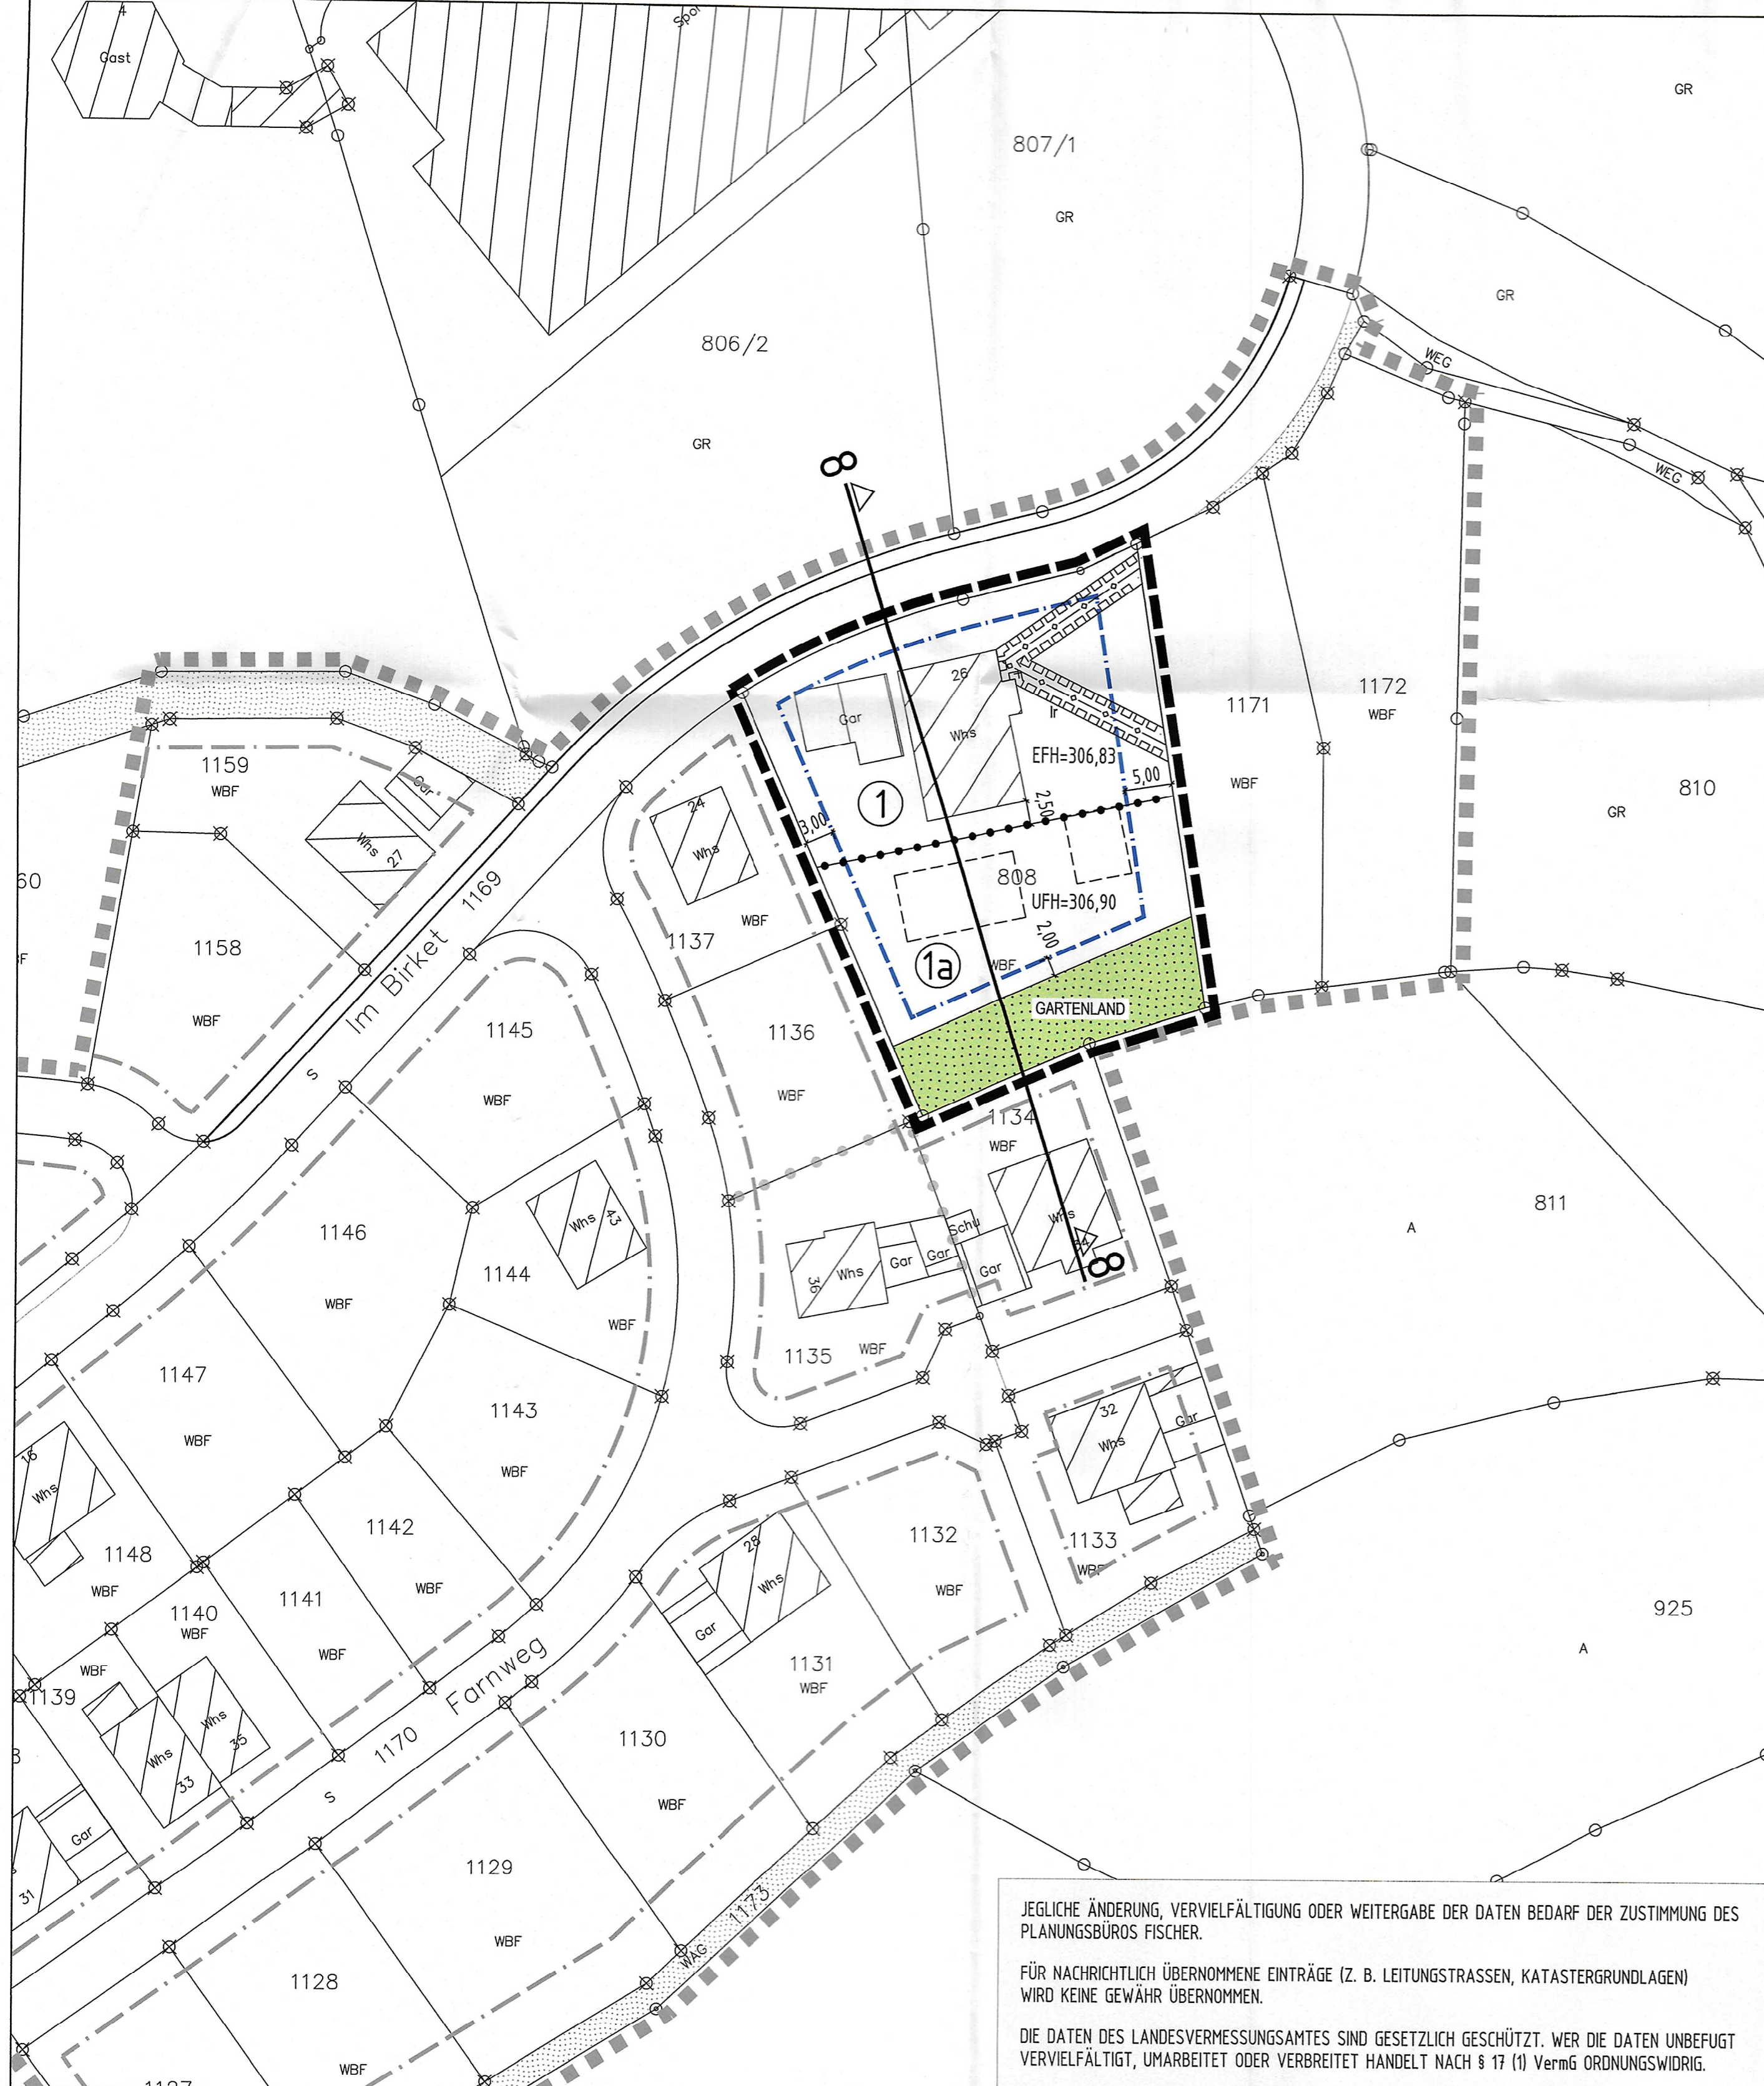 4
Gast
Spor
807/1
GR
GR
GR
806/2
GR
WEG
WEG
8
26
Gar
Whs
Ir
EFH=306,83
5,00
2,50
3,00
1
808
UFH=306,90
2,00
1a
WBF
GARTENLAND
1171
WBF
1172
WBF
810
GR
1159
WBF
Gar
Whs
27
60
1158
WBF
1169
Im Birket
S
24
Whs
WBF
1137
1136
WBF
1145
WBF
1134
WBF
Whs
34
8
811
A
1146
WBF
Whs
43
1144
WBF
Schu
Gar
Gar
Gar
Whs
36
1135
WBF
1147
WBF
1143
WBF
32
Whs
Gar
1133
WBF
16
Whs
1148
WBF
1142
WBF
1132
WBF
28
Whs
Gar
1131
WBF
925
A
1140
WBF
1141
WBF
WBF
1139
Whs
35
Whs
33
Farnweg
1170
S
1130
WBF
Gar
31
1129
WBF
1173
WAG
1128
WBF
JEGLICHE ÄNDERUNG, VERVIELFÄLTIGUNG ODER WEITERGABE DER DATEN BEDARF DER ZUSTIMMUNG DES
PLANUNGSBÜROS FISCHER.
FÜR NACHRICHTLICH ÜBERNOMMENE EINTRÄGE (Z. B. LEITUNGSTRASSEN, KATASTERGRUNDLAGEN)
WIRD KEINE GEWÄHR ÜBERNOMMEN.
DIE DATEN DES LANDESVERMESSUNGSAMTES SIND GESETZLICH GESCHÜTZT. WER DIE DATEN UNBEFUGT
VERVIELFÄLTIGT, UMARBEITET ODER VERBREITET HANDELT NACH § 17 (1) VermG ORDNUNGSWIDRIG.